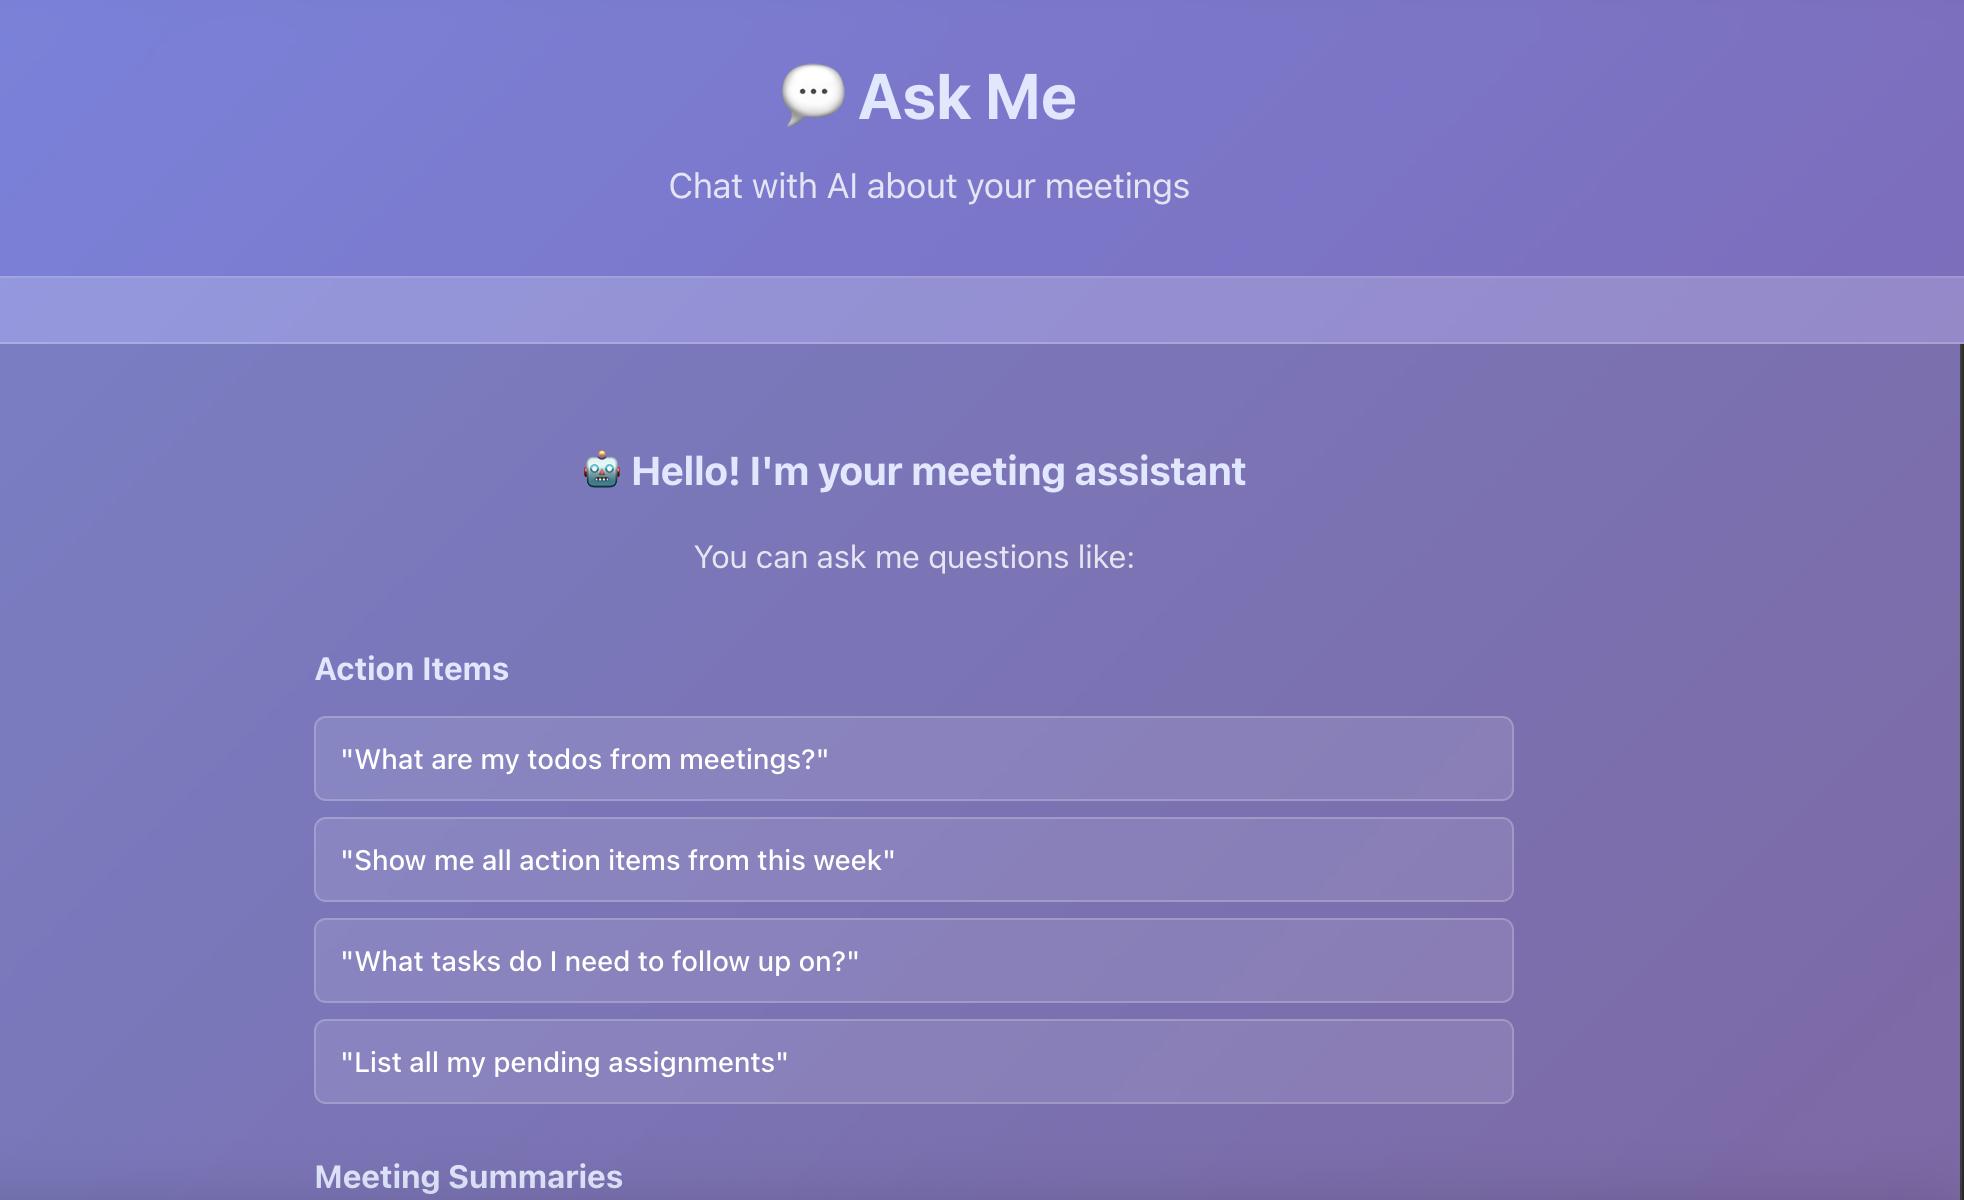 💬 Ask Me
Chat with AI about your meetings
🤖 Hello! I'm your meeting assistant
You can ask me questions like:
Action Items
"What are my todos from meetings?"
"Show me all action items from this week"
"What tasks do I need to follow up on?"
"List all my pending assignments"
Meeting Summaries